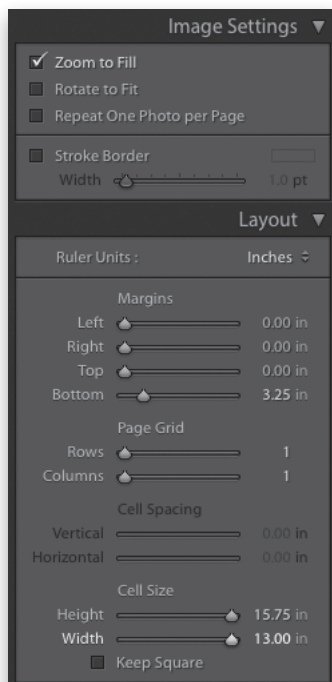 Image Settings
Zoom to Fill
Rotate to Fit
Repeat One Photo per Page
Stroke Border
Width 1.0 pt
Layout
Ruler Units : Inches
Margins
Left 0.00 in
Right 0.00 in
Top 0.00 in
Bottom 3.25 in
Page Grid
Rows 1
Columns 1
Cell Spacing
Vertical 0.00 in
Horizontal 0.00 in
Cell Size
Height 15.75 in
Width 13.00 in
Keep Square